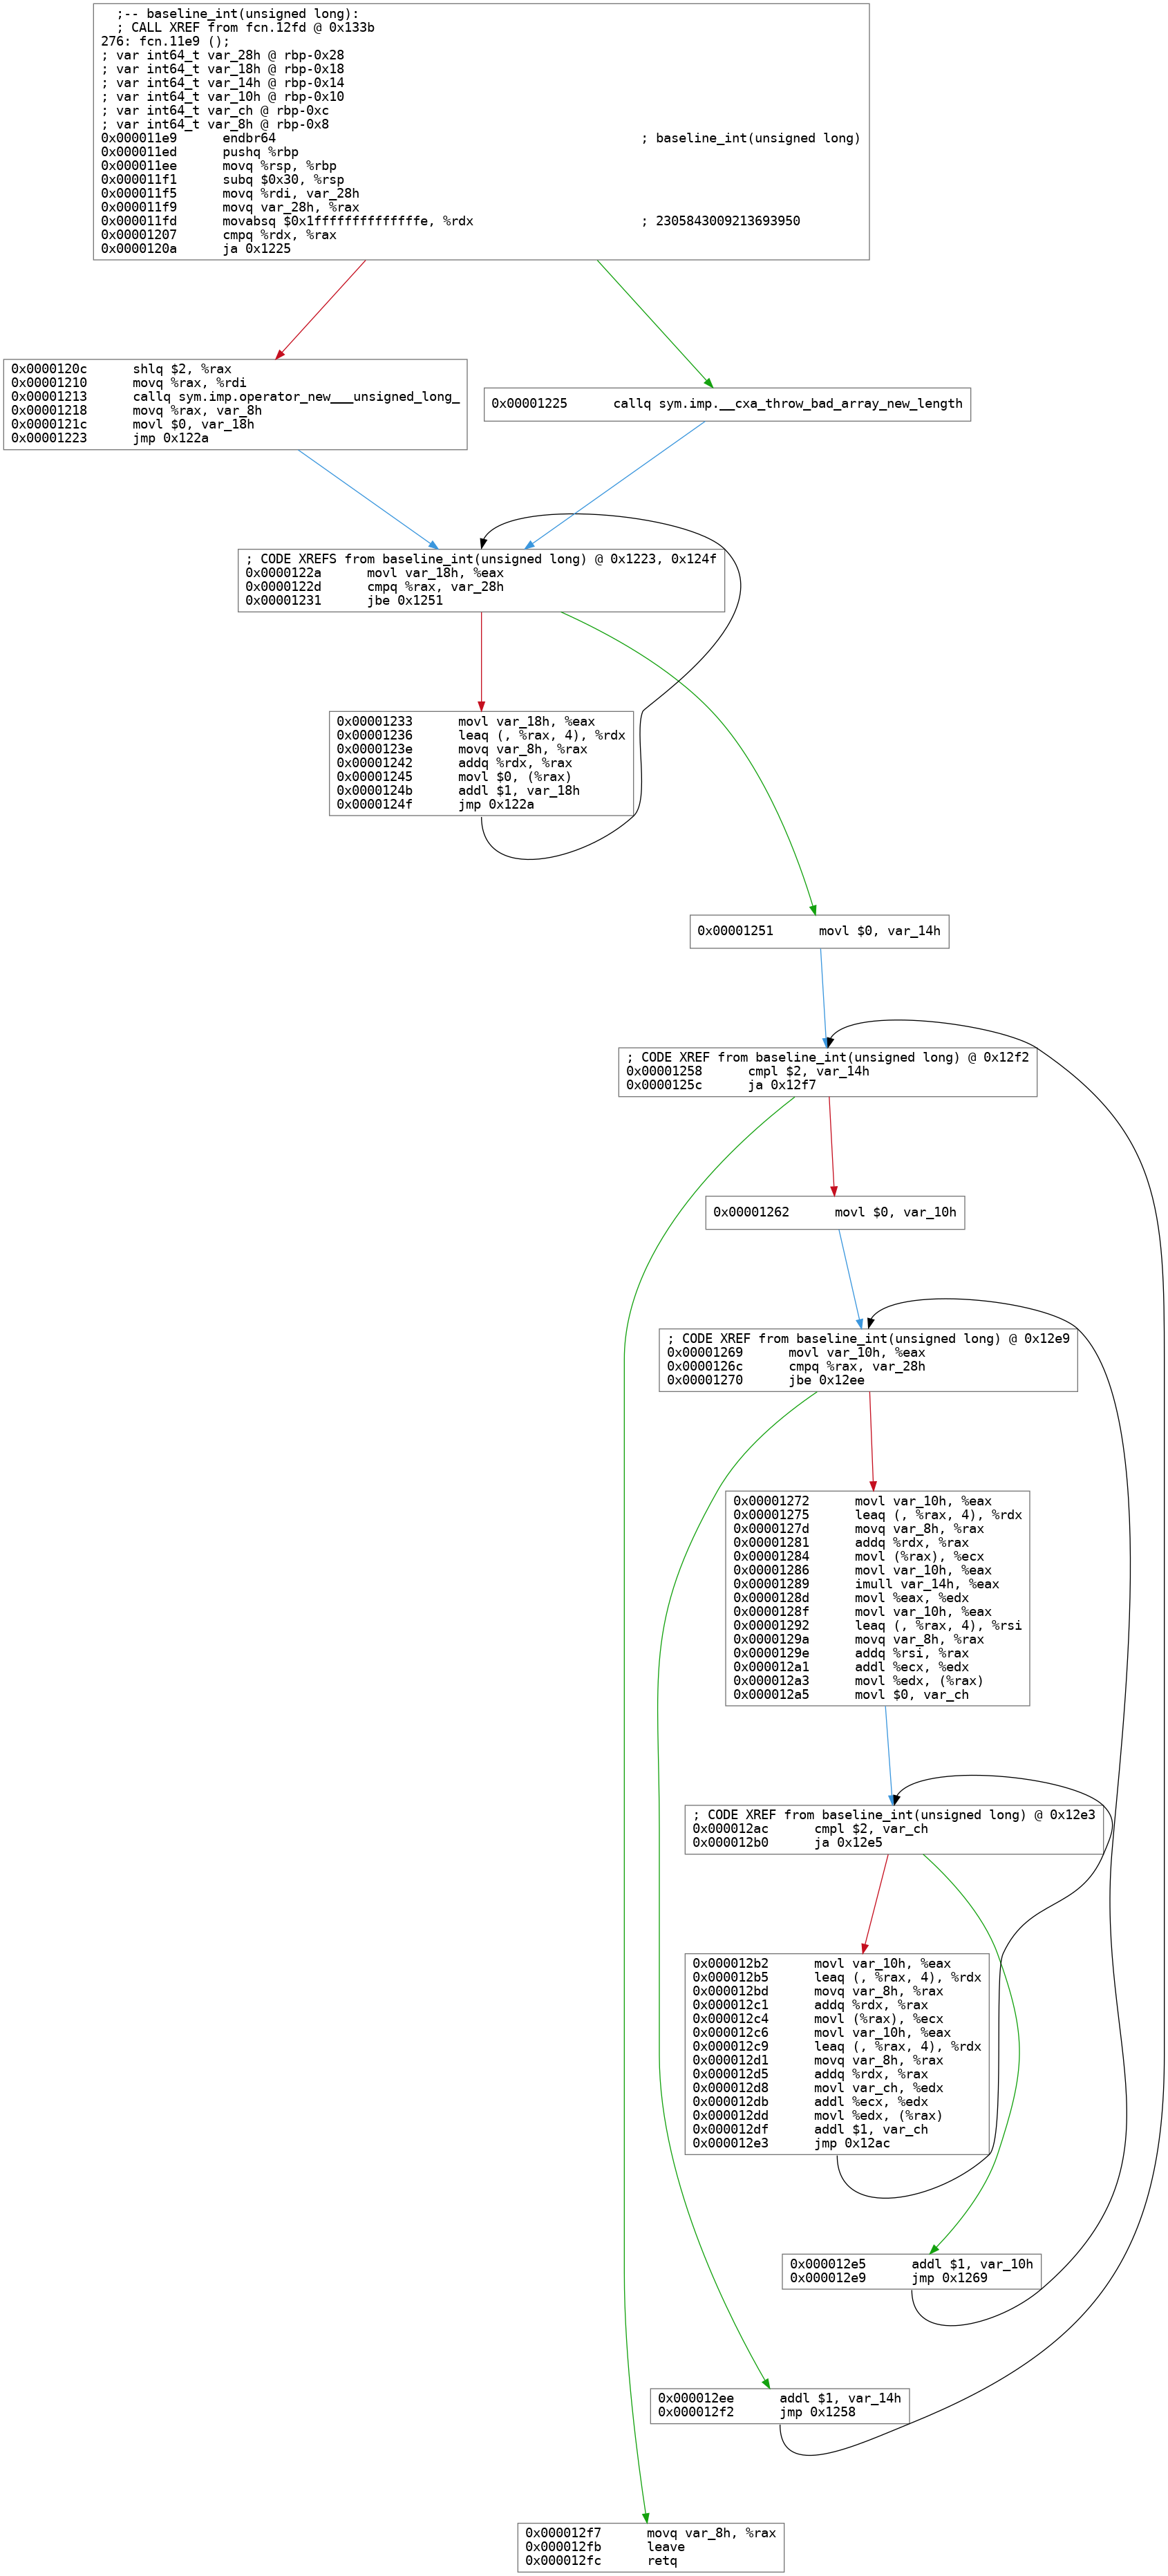 ;-- baseline_int(unsigned long):
; CALL XREF from fcn.12fd @ 0x133b
276: fcn.11e9 ();
; var int64_t var_28h @ rbp-0x28
; var int64_t var_18h @ rbp-0x18
; var int64_t var_14h @ rbp-0x14
; var int64_t var_10h @ rbp-0x10
; var int64_t var_ch @ rbp-0xc
; var int64_t var_8h @ rbp-0x8
0x000011e9      endbr64                                                ; baseline_int(unsigned long)
0x000011ed      pushq %rbp
0x000011ee      movq %rsp, %rbp
0x000011f1      subq $0x30, %rsp
0x000011f5      movq %rdi, var_28h
0x000011f9      movq var_28h, %rax
0x000011fd      movabsq $0x1ffffffffffffffe, %rdx                      ; 2305843009213693950
0x00001207      cmpq %rdx, %rax
0x0000120a      ja 0x1225
0x0000120c      shlq $2, %rax
0x00001210      movq %rax, %rdi
0x00001213      callq sym.imp.operator_new___unsigned_long_
0x00001218      movq %rax, var_8h
0x0000121c      movl $0, var_18h
0x00001223      jmp 0x122a
0x00001225      callq sym.imp.__cxa_throw_bad_array_new_length
; CODE XREFS from baseline_int(unsigned long) @ 0x1223, 0x124f
0x0000122a      movl var_18h, %eax
0x0000122d      cmpq %rax, var_28h
0x00001231      jbe 0x1251
0x00001233      movl var_18h, %eax
0x00001236      leaq (, %rax, 4), %rdx
0x0000123e      movq var_8h, %rax
0x00001242      addq %rdx, %rax
0x00001245      movl $0, (%rax)
0x0000124b      addl $1, var_18h
0x0000124f      jmp 0x122a
0x00001251      movl $0, var_14h
; CODE XREF from baseline_int(unsigned long) @ 0x12f2
0x00001258      cmpl $2, var_14h
0x0000125c      ja 0x12f7
0x00001262      movl $0, var_10h
; CODE XREF from baseline_int(unsigned long) @ 0x12e9
0x00001269      movl var_10h, %eax
0x0000126c      cmpq %rax, var_28h
0x00001270      jbe 0x12ee
0x00001272      movl var_10h, %eax
0x00001275      leaq (, %rax, 4), %rdx
0x0000127d      movq var_8h, %rax
0x00001281      addq %rdx, %rax
0x00001284      movl (%rax), %ecx
0x00001286      movl var_10h, %eax
0x00001289      imull var_14h, %eax
0x0000128d      movl %eax, %edx
0x0000128f      movl var_10h, %eax
0x00001292      leaq (, %rax, 4), %rsi
0x0000129a      movq var_8h, %rax
0x0000129e      addq %rsi, %rax
0x000012a1      addl %ecx, %edx
0x000012a3      movl %edx, (%rax)
0x000012a5      movl $0, var_ch
; CODE XREF from baseline_int(unsigned long) @ 0x12e3
0x000012ac      cmpl $2, var_ch
0x000012b0      ja 0x12e5
0x000012b2      movl var_10h, %eax
0x000012b5      leaq (, %rax, 4), %rdx
0x000012bd      movq var_8h, %rax
0x000012c1      addq %rdx, %rax
0x000012c4      movl (%rax), %ecx
0x000012c6      movl var_10h, %eax
0x000012c9      leaq (, %rax, 4), %rdx
0x000012d1      movq var_8h, %rax
0x000012d5      addq %rdx, %rax
0x000012d8      movl var_ch, %edx
0x000012db      addl %ecx, %edx
0x000012dd      movl %edx, (%rax)
0x000012df      addl $1, var_ch
0x000012e3      jmp 0x12ac
0x000012e5      addl $1, var_10h
0x000012e9      jmp 0x1269
0x000012ee      addl $1, var_14h
0x000012f2      jmp 0x1258
0x000012f7      movq var_8h, %rax
0x000012fb      leave
0x000012fc      retq